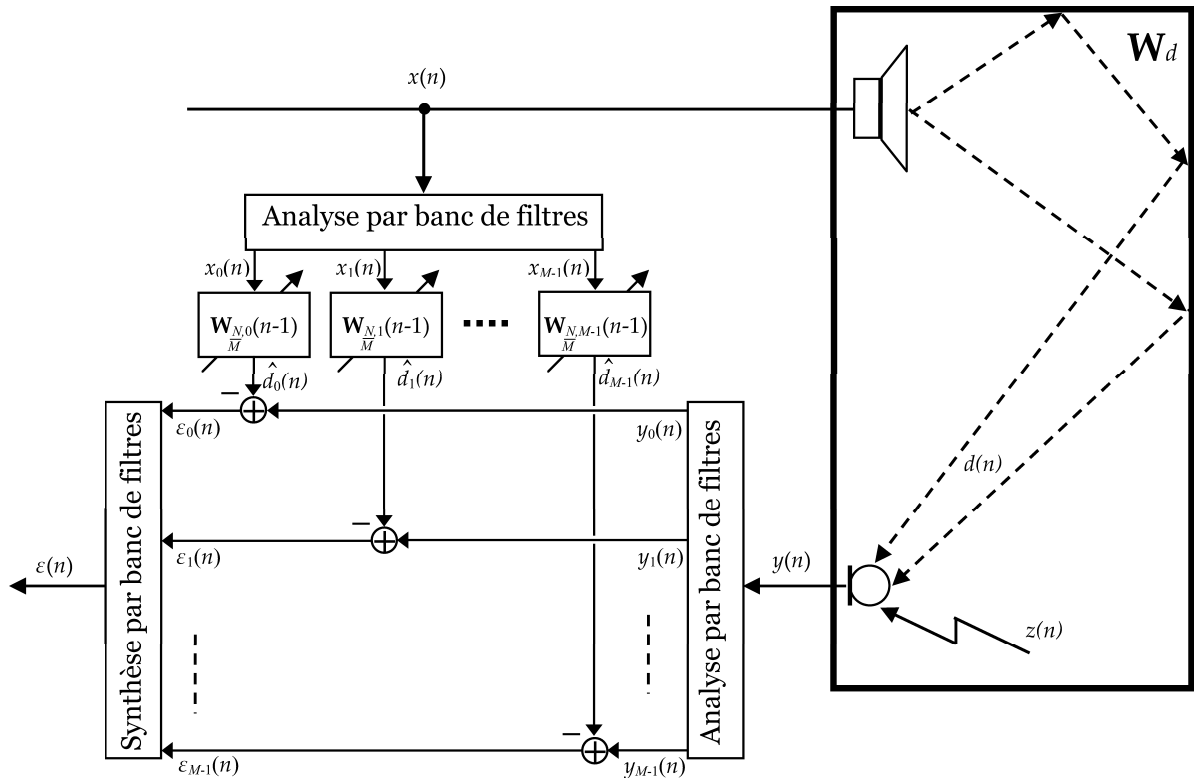 x(n)
W_d
Analyse par banc de filtres
x_0(n)
x_1(n)
x_{M-1}(n)
W_{N,0/M}(n-1)
W_{N,1/M}(n-1)
W_{N,M-1/M}(n-1)
d̂_0(n)
d̂_1(n)
d̂_{M-1}(n)
−
ε_0(n)
y_0(n)
d(n)
−
ε_1(n)
y_1(n)
ε(n)
Synthèse par banc de filtres
Analyse par banc de filtres
y(n)
z(n)
−
ε_{M-1}(n)
y_{M-1}(n)